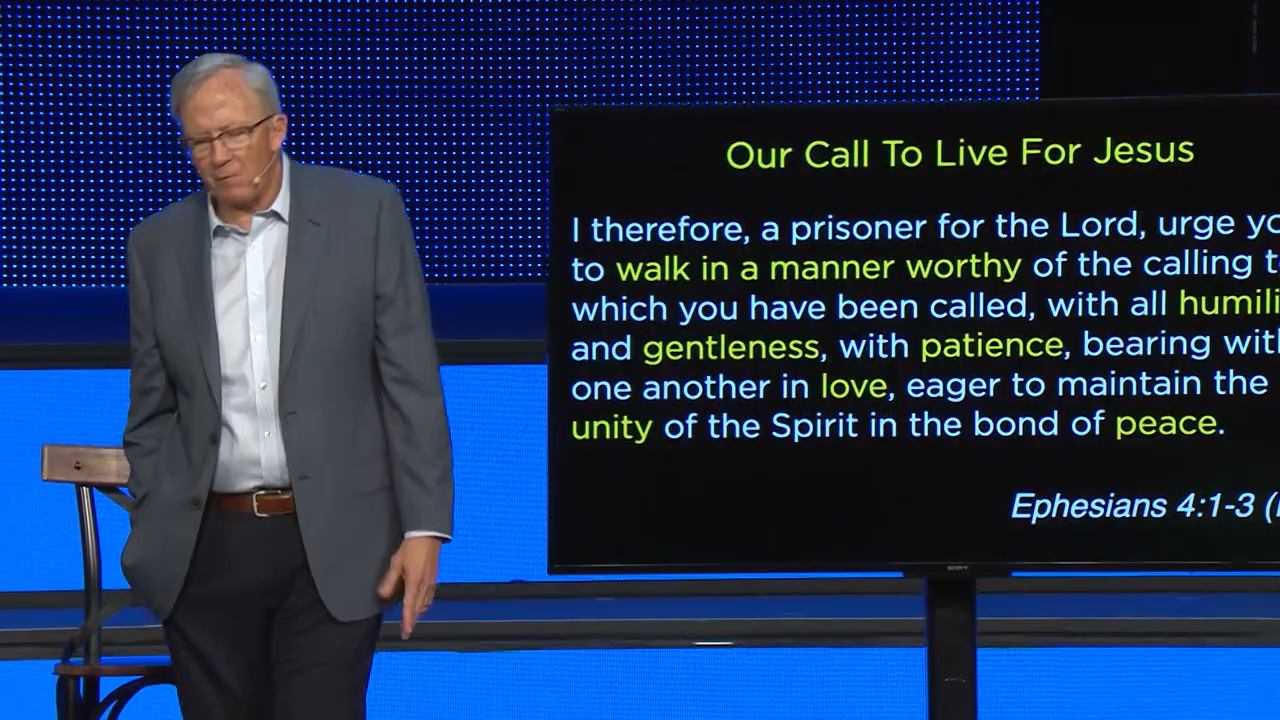 Our Call To Live For Jesus
I therefore, a prisoner for the Lord, urge
to walk in a manner worthy of the calling
which you have been called, with all
and gentleness, with patience, bearing
one another in love, eager to maintain the
unity of the Spirit in the bond of peace.
Ephesians 4:1-3
SONY